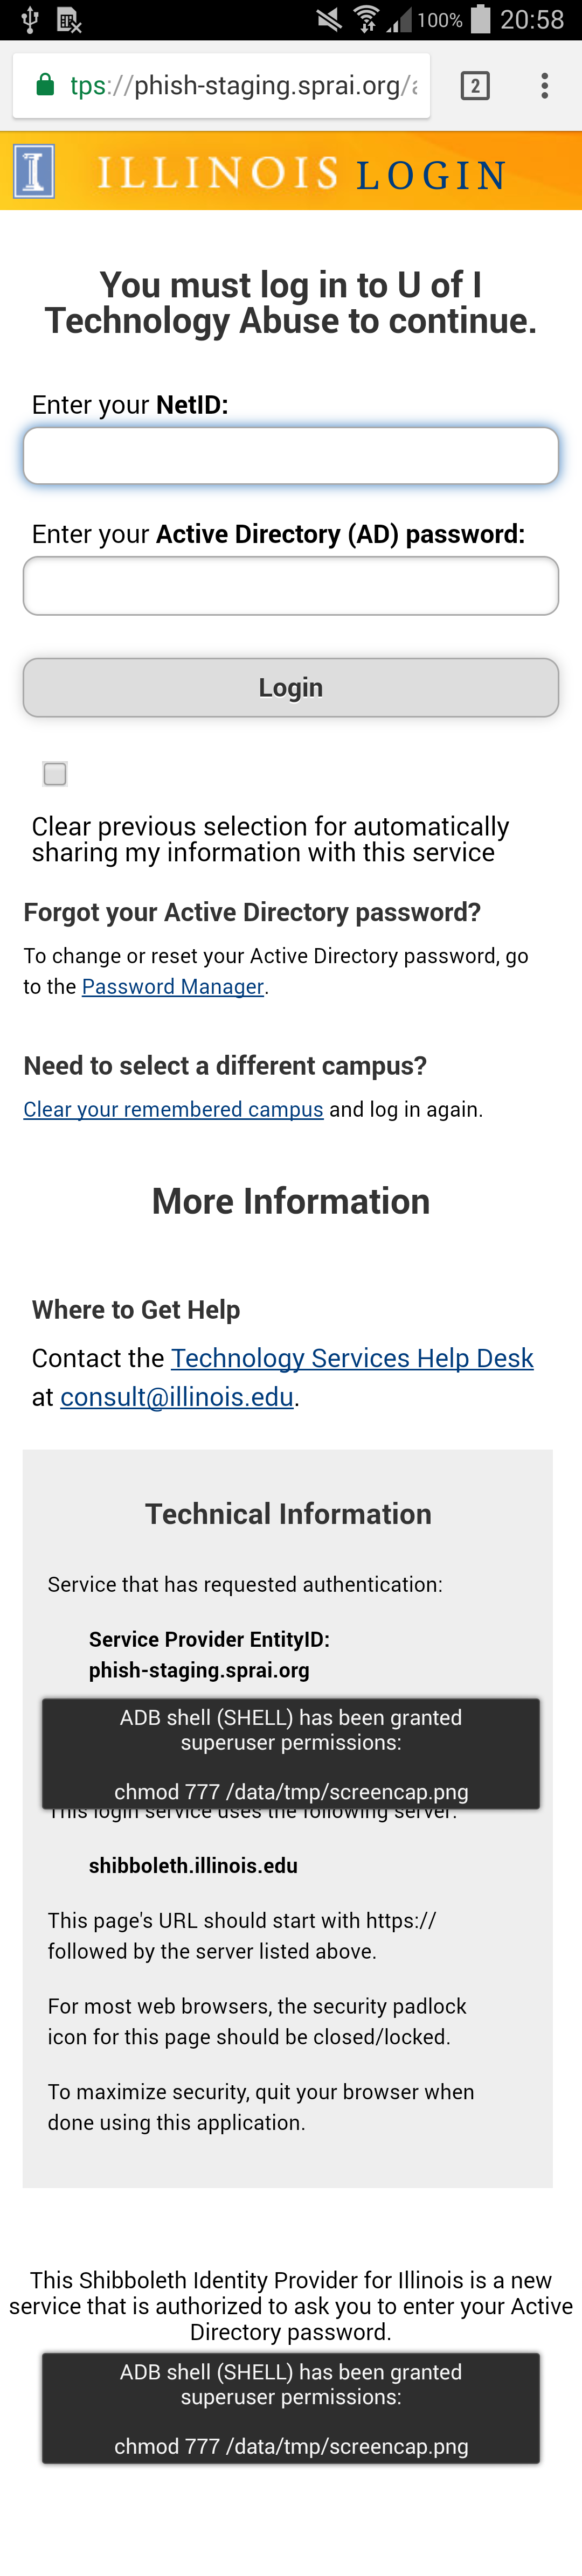 100% 20:58
tps://phish-staging.sprai.org/
2
I ILLINOIS LOGIN
You must log in to U of I
Technology Abuse to continue.
Enter your NetID:
Enter your Active Directory (AD) password:
Login
Clear previous selection for automatically
sharing my information with this service
Forgot your Active Directory password?
To change or reset your Active Directory password, go
to the Password Manager.
Need to select a different campus?
Clear your remembered campus and log in again.
More Information
Where to Get Help
Contact the Technology Services Help Desk
at consult@illinois.edu.
Technical Information
Service that has requested authentication:
Service Provider EntityID:
phish-staging.sprai.org
ADB shell (SHELL) has been granted
superuser permissions:
chmod 777 /data/tmp/screencap.png
This login service uses the following server:
shibboleth.illinois.edu
This page's URL should start with https://
followed by the server listed above.
For most web browsers, the security padlock
icon for this page should be closed/locked.
To maximize security, quit your browser when
done using this application.
This Shibboleth Identity Provider for Illinois is a new
service that is authorized to ask you to enter your Active
Directory password.
ADB shell (SHELL) has been granted
superuser permissions:
chmod 777 /data/tmp/screencap.png